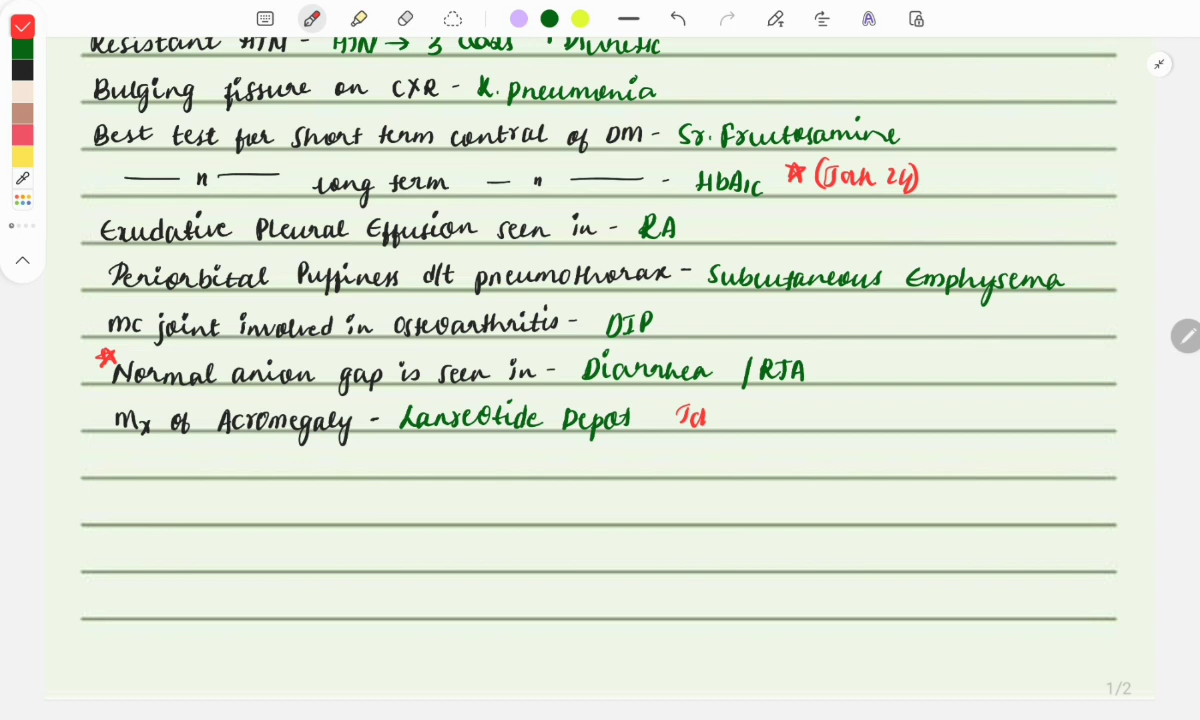 Resistant HTN - HTN → 3 + Diuretic
Bulging fissure on CXR - K. pneumonia
Best test for short term control of DM - Sr. Fructosamine
— " — long term — " — - HbA1c ☆ (Jan 24)
Exudative Pleural Effusion seen in - RA
Periorbital Puffiness d/t pneumothorax - Subcutaneous Emphysema
MC joint involved in Osteoarthritis - DIP
☆ Normal anion gap is seen in - Diarrhea / RTA
Mx of Acromegaly - Lanreotide Depot
1/2